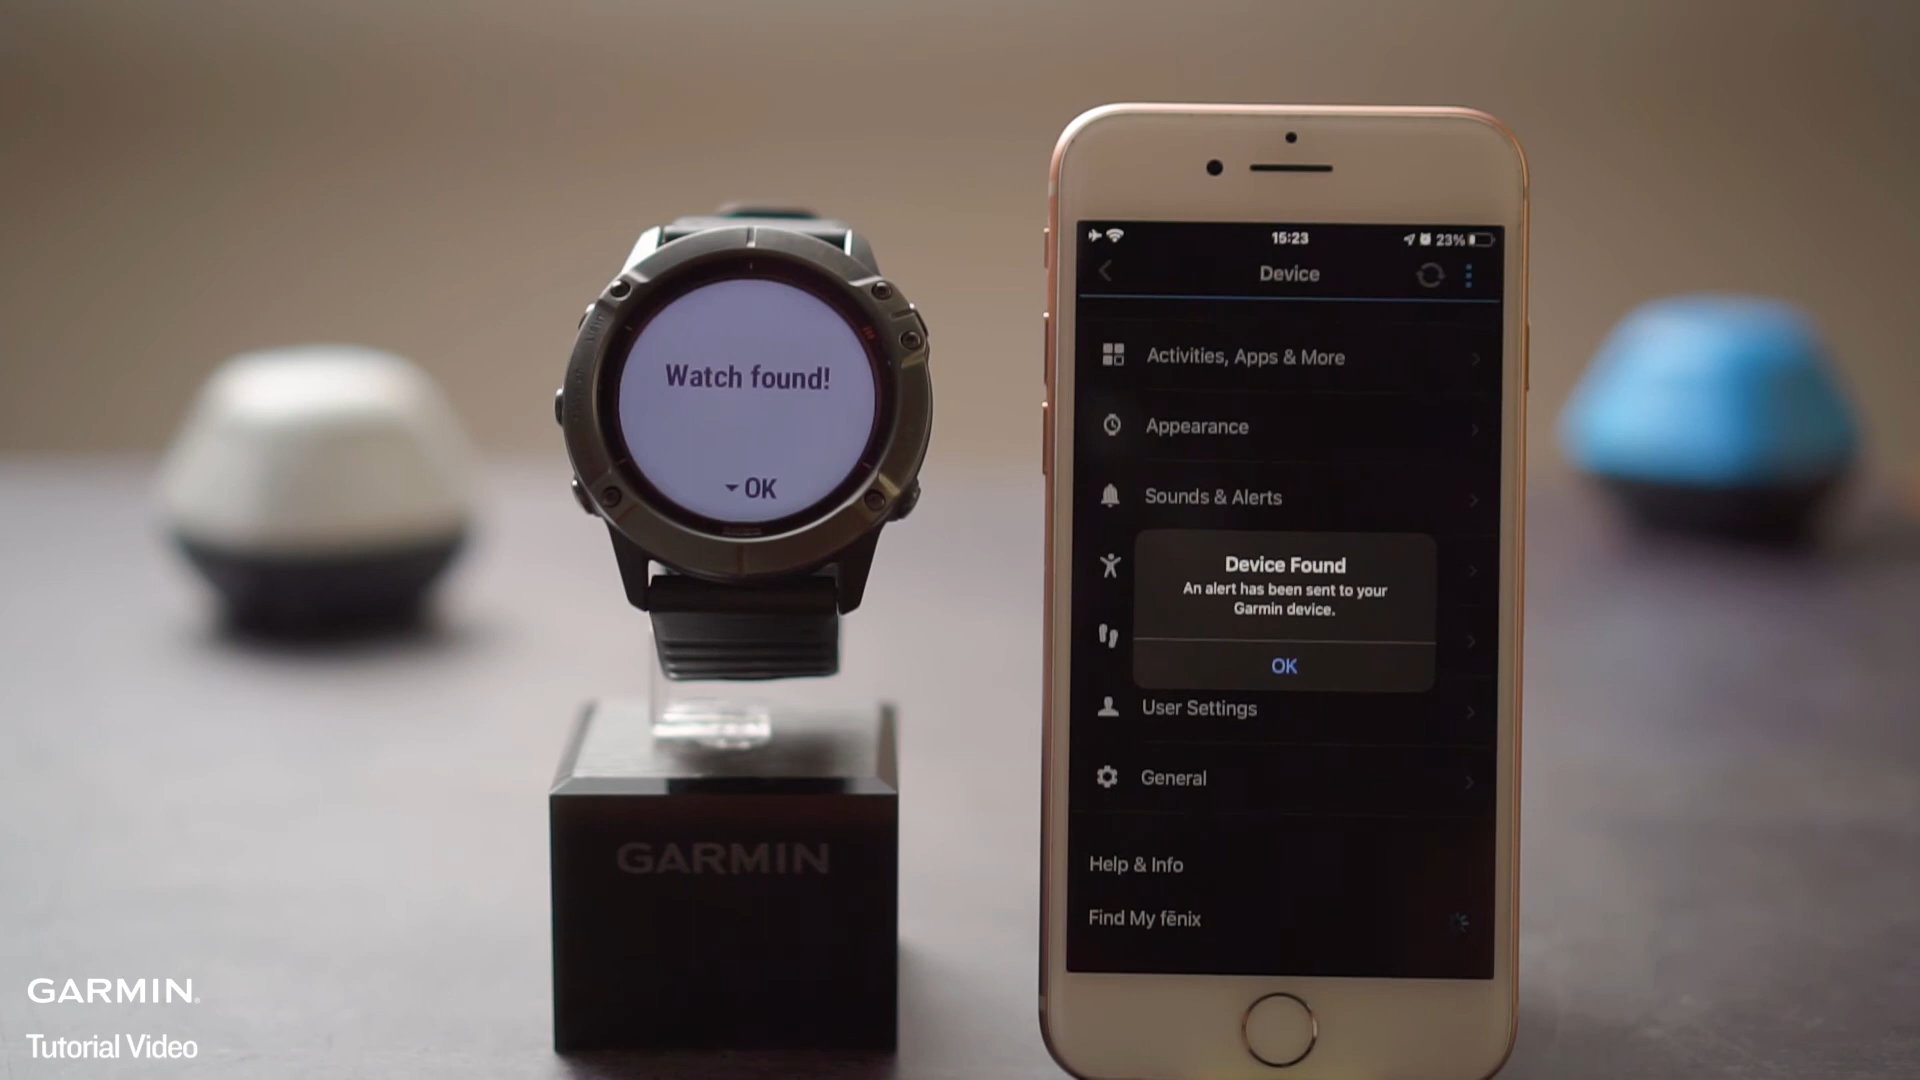 Watch found!
OK
GARMIN
15:23
23%
Device
Activities, Apps & More
Appearance
Sounds & Alerts
Device Found
An alert has been sent to your
Garmin device.
OK
User Settings
General
Help & Info
Find My fēnix
GARMIN
Tutorial Video